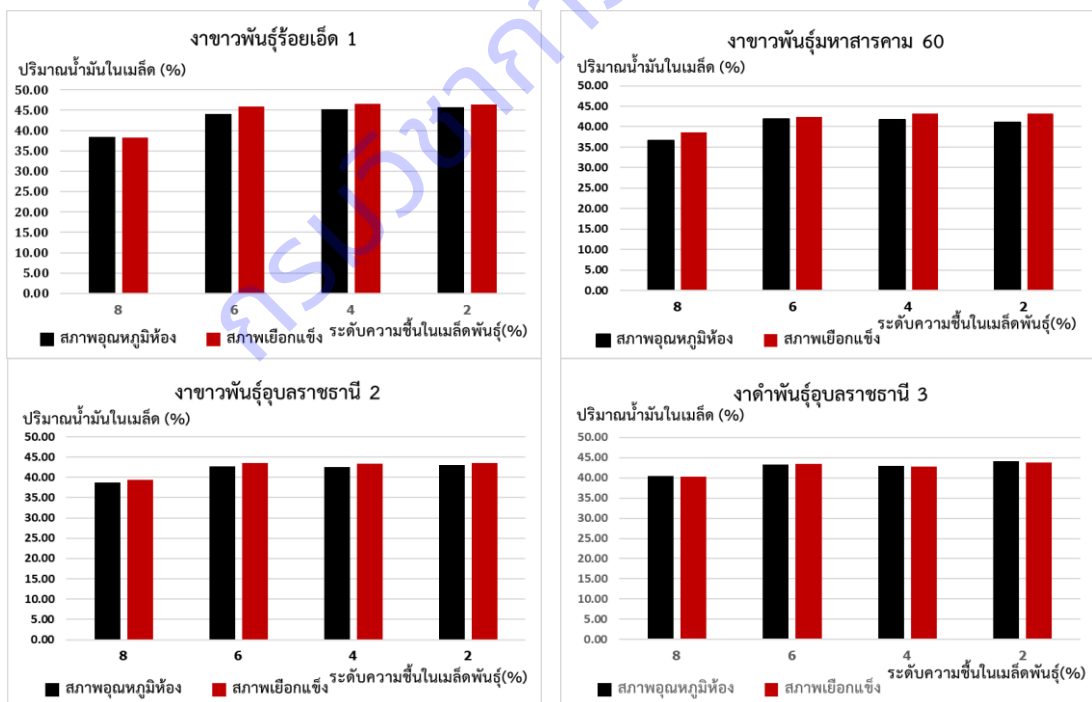 งาขาวพันธุ์ร้อยเอ็ด 1
ปริมาณน้ำมันในเมล็ด (%)
50.00
45.00
40.00
35.00
30.00
25.00
20.00
15.00
10.00
5.00
0.00
8 6 4 2
ระดับความชื้นในเมล็ดพันธุ์(%)
สภาพอุณหภูมิห้อง สภาพเยือกแข็ง
งาขาวพันธุ์มหาสารคาม 60
ปริมาณน้ำมันในเมล็ด (%)
50.00
45.00
40.00
35.00
30.00
25.00
20.00
15.00
10.00
5.00
0.00
8 6 4 2
ระดับความชื้นในเมล็ดพันธุ์(%)
สภาพอุณหภูมิห้อง สภาพเยือกแข็ง
งาขาวพันธุ์อุบลราชธานี 2
ปริมาณน้ำมันในเมล็ด (%)
50.00
45.00
40.00
35.00
30.00
25.00
20.00
15.00
10.00
5.00
0.00
8 6 4 2
ระดับความชื้นในเมล็ดพันธุ์(%)
สภาพอุณหภูมิห้อง สภาพเยือกแข็ง
งาดำพันธุ์อุบลราชธานี 3
ปริมาณน้ำมันในเมล็ด (%)
50.00
45.00
40.00
35.00
30.00
25.00
20.00
15.00
10.00
5.00
0.00
8 6 4 2
ระดับความชื้นในเมล็ดพันธุ์(%)
สภาพอุณหภูมิห้อง สภาพเยือกแข็ง
กรมวิชาการ